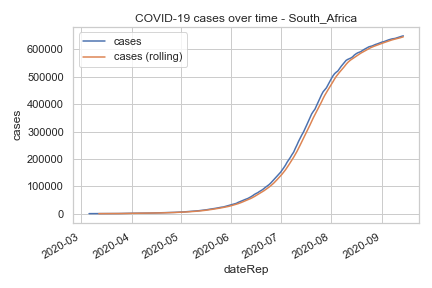 COVID-19 cases over time - South_Africa
cases
cases (rolling)
cases
600000
500000
400000
300000
200000
100000
0
2020-03
2020-04
2020-05
2020-06
2020-07
2020-08
2020-09
dateRep